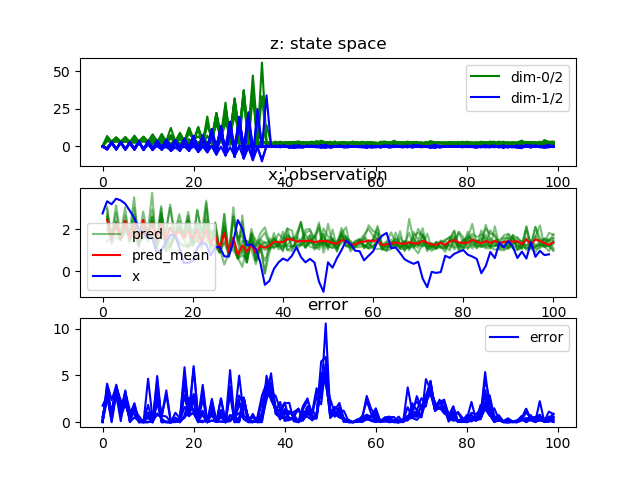 z: state space
50
25
0
dim-0/2
dim-1/2
0 20 40 60 80 100
x: observation
2
0
pred
pred_mean
x
0 20 40 60 80 100
error
10
5
0
error
0 20 40 60 80 100